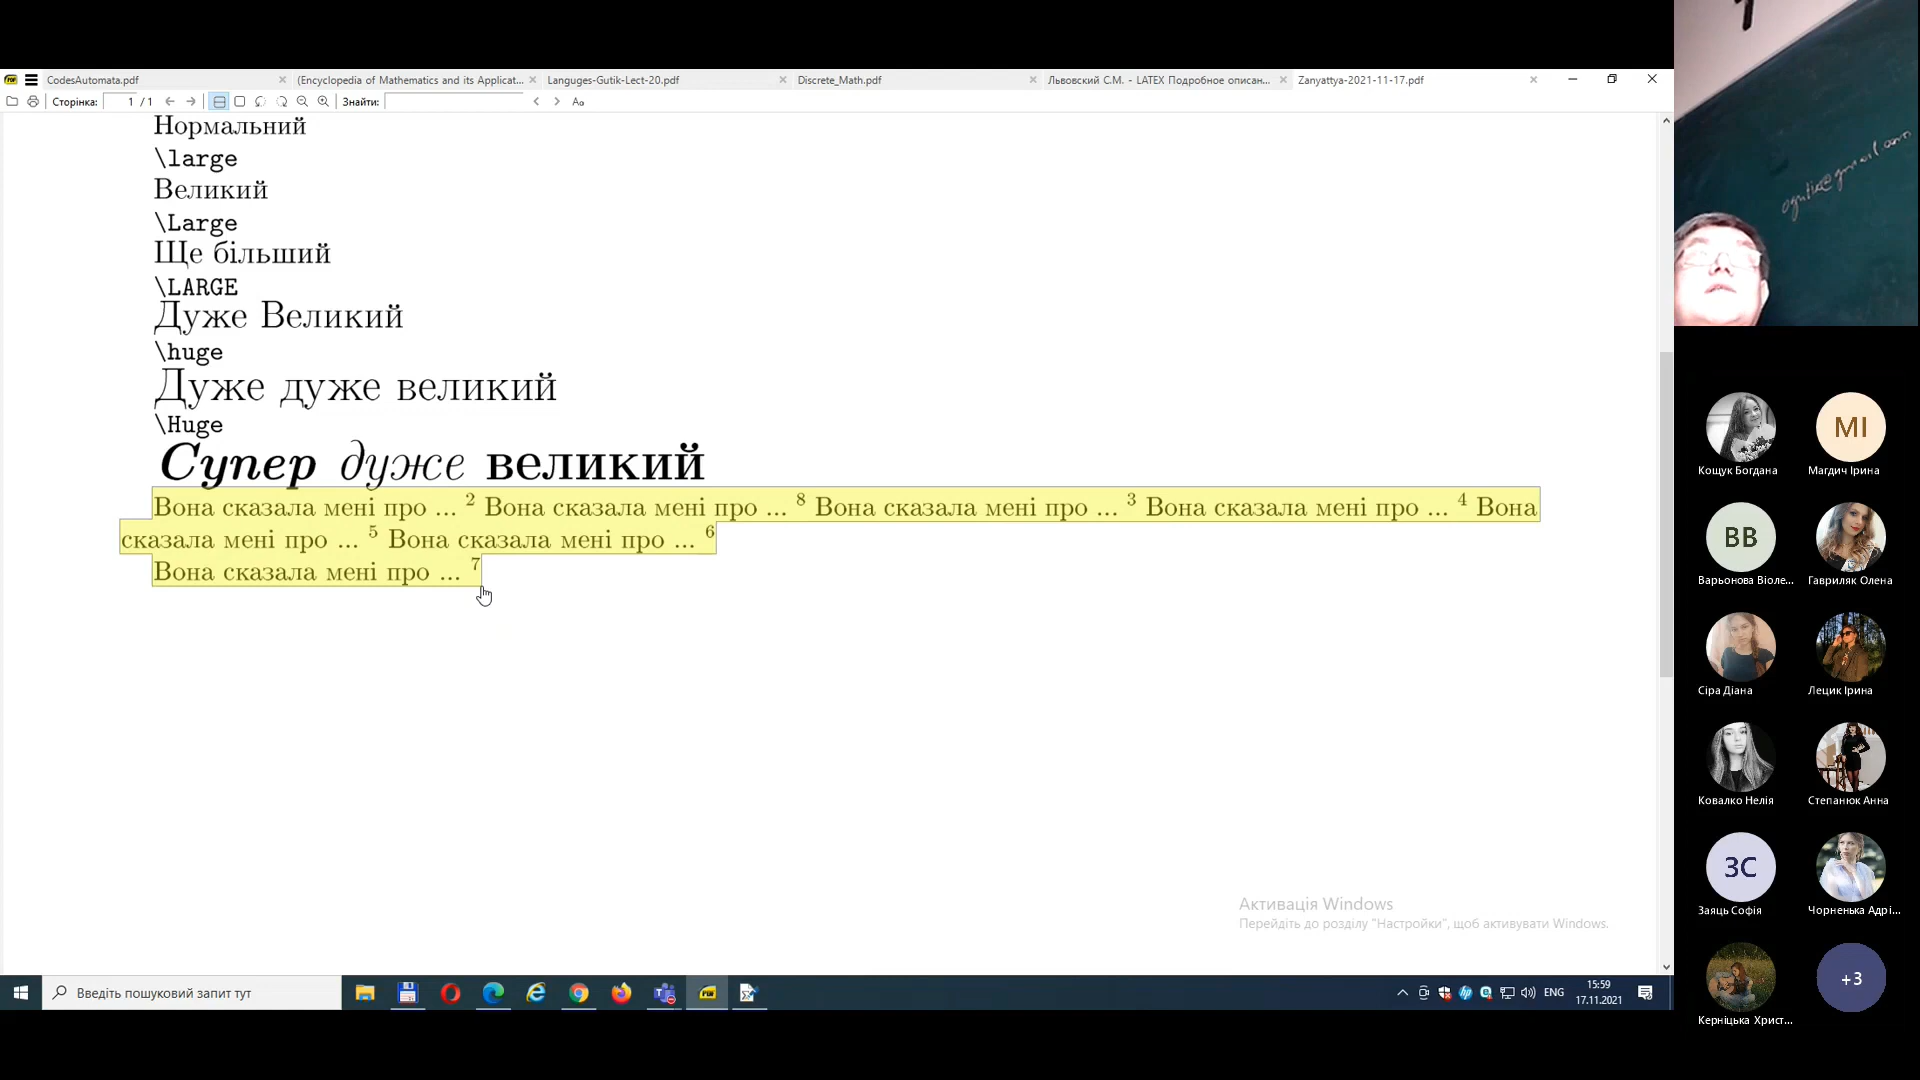 CodesAutomata.pdf
(Encyclopedia of Mathematics and its Applicat...
Languges-Gutik-Lect-20.pdf
Discrete_Math.pdf
Львовский С.М. - LATEX Подробное описан...
Zanyattya-2021-11-17.pdf
Сторінка: 1 / 1
Знайти:
Нормальний
\large
Великий
\Large
Ще більший
\LARGE
Дуже Великий
\huge
Дуже дуже великий
\Huge
Супер дуже великий
Вона сказала мені про ... 2 Вона сказала мені про ... 8 Вона сказала мені про ... 3 Вона сказала мені про ... 4 Вона
сказала мені про ... 5 Вона сказала мені про ... 6
Вона сказала мені про ... 7
Активація Windows
Перейдіть до розділу "Настройки", щоб активувати Windows.
Введіть пошуковий запит тут
ENG
15:59
17.11.2021
Кощук Богдана
МІ
Магдич Ірина
ВВ
Варьонова Віоле...
Гавриляк Олена
Сіра Діана
Лецик Ірина
Ковалко Нелія
Степанюк Анна
ЗС
Заяць Софія
Чорненька Адрі...
Керніцька Христ...
+3